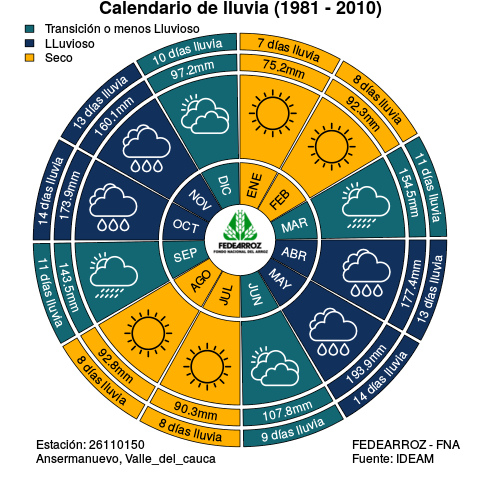 Calendario de lluvia (1981 - 2010)
Transición o menos Lluvioso
LLuvioso
Seco
7 días lluvia
75.2mm
ENE
8 días lluvia
92.3mm
FEB
11 días lluvia
154.5mm
MAR
13 días lluvia
177.4mm
ABR
14 días lluvia
193.9mm
MAY
9 días lluvia
107.8mm
JUN
8 días lluvia
90.3mm
JUL
8 días lluvia
92.8mm
AGO
11 días lluvia
143.5mm
SEP
14 días lluvia
173.9mm
OCT
13 días lluvia
160.1mm
NOV
10 días lluvia
97.2mm
DIC
FEDEARROZ
FONDO NACIONAL DEL ARROZ
Estación: 26110150
Ansermanuevo, Valle_del_cauca
FEDEARROZ - FNA
Fuente: IDEAM